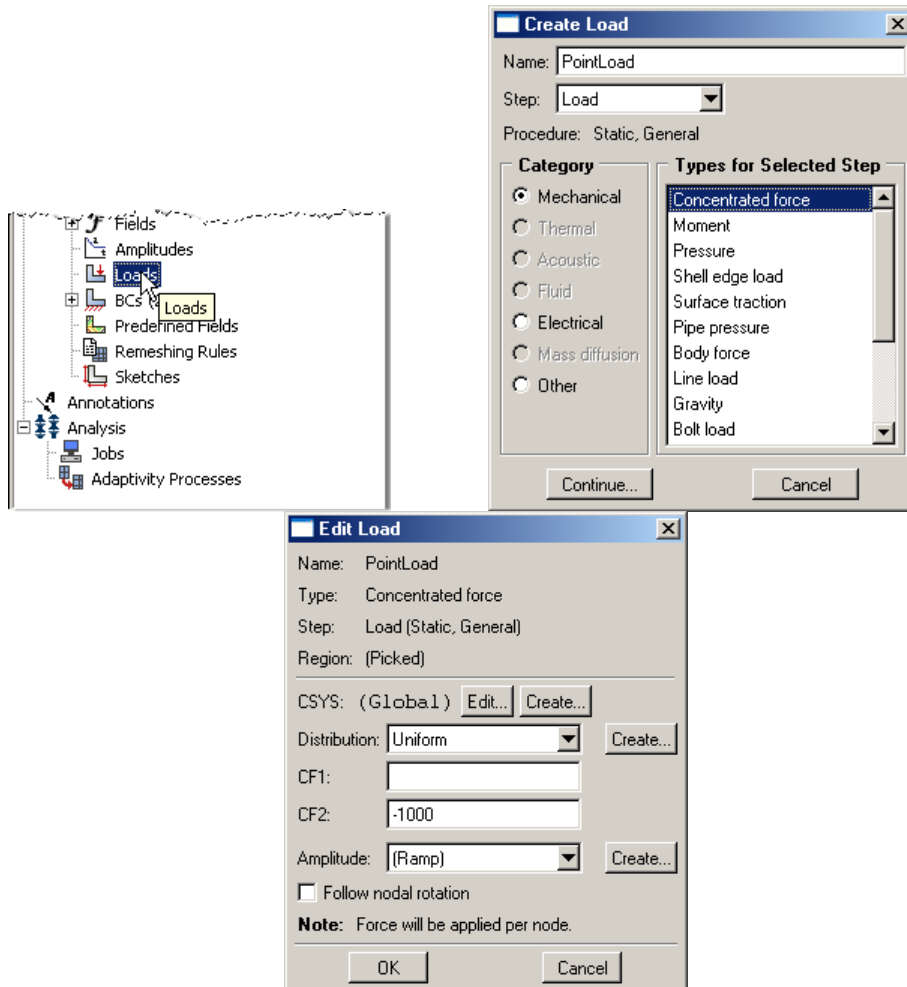 Fields
Amplitudes
Loads
BCs (
Loads
Predefined Fields
Remeshing Rules
Sketches
Annotations
Analysis
Jobs
Adaptivity Processes
Create Load
Name: PointLoad
Step: Load
Procedure: Static, General
Category
Mechanical
Thermal
Acoustic
Fluid
Electrical
Mass diffusion
Other
Types for Selected Step
Concentrated force
Moment
Pressure
Shell edge load
Surface traction
Pipe pressure
Body force
Line load
Gravity
Bolt load
Continue... Cancel
Edit Load
Name: PointLoad
Type: Concentrated force
Step: Load (Static, General)
Region: (Picked)
CSYS: (Global) Edit... Create...
Distribution: Uniform Create...
CF1:
CF2: -1000
Amplitude: (Ramp) Create...
Follow nodal rotation
Note: Force will be applied per node.
OK Cancel